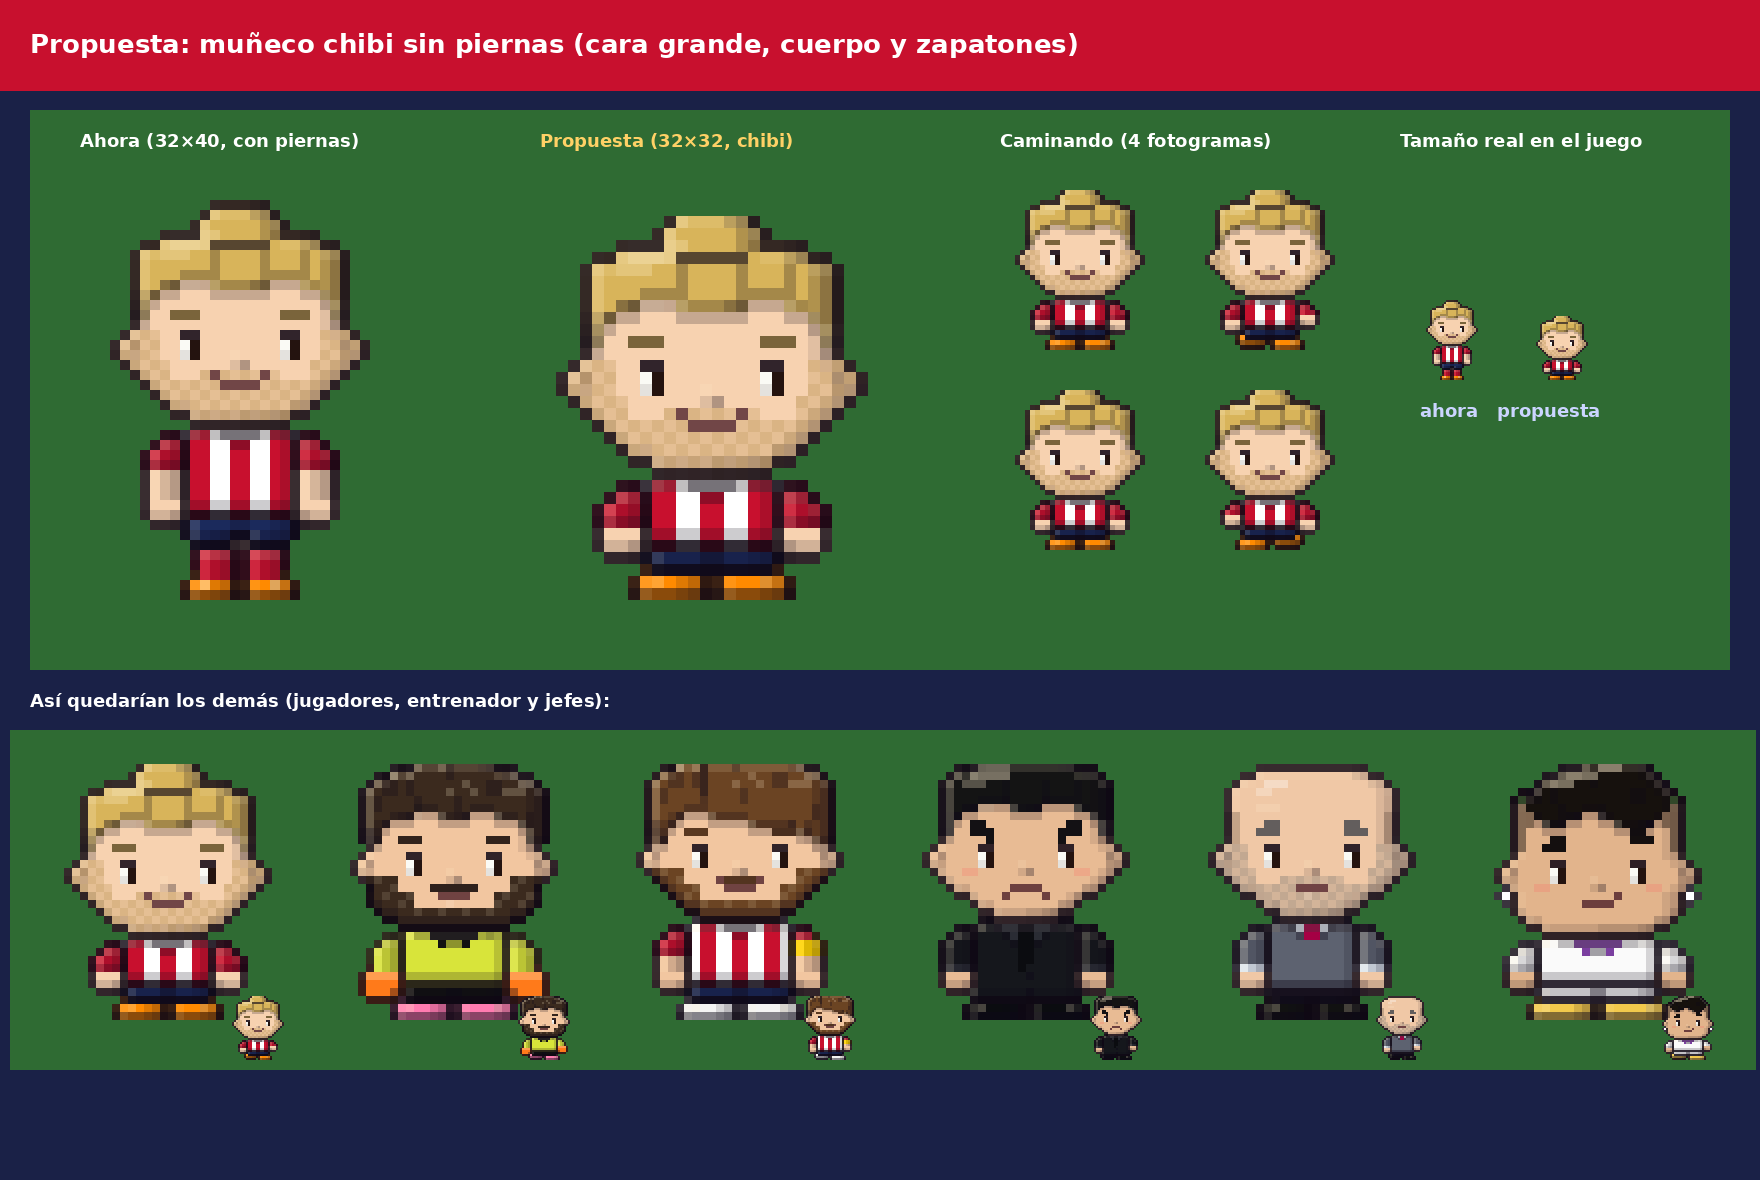 Propuesta: muñeco chibi sin piernas (cara grande, cuerpo y zapatones)
Ahora (32×40, con piernas)
Propuesta (32×32, chibi)
Caminando (4 fotogramas)
Tamaño real en el juego
ahora
propuesta
Así quedarían los demás (jugadores, entrenador y jefes):